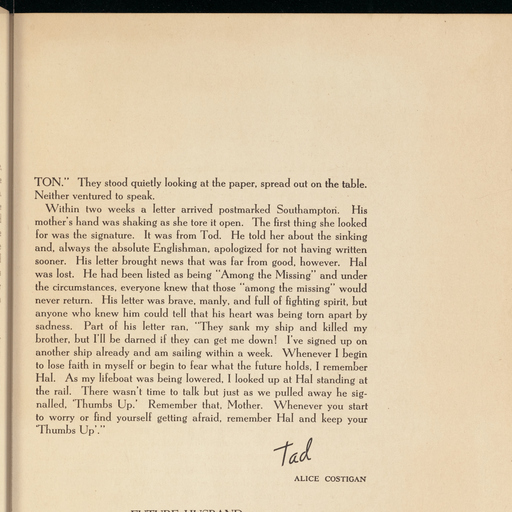 TON." They stood quietly looking at the paper, spread out on the table.
Neither ventured to speak.
Within two weeks a letter arrived postmarked Southampton. His
mother's hand was shaking as she tore it open. The first thing she looked
for was the signature. It was from Tod. He told her about the sinking
and, always the absolute Englishman, apologized for not having written
sooner. His letter brought news that was far from good, however. Hal
was lost. He had been listed as being "Among the Missing" and under
the circumstances, everyone knew that those "among the missing" would
never return. His letter was brave, manly, and full of fighting spirit, but
anyone who knew him could tell that his heart was being torn apart by
sadness. Part of his letter ran, "They sank my ship and killed my
brother, but I'll be darned if they can get me down! I've signed up on
another ship already and am sailing within a week. Whenever I begin
to lose faith in myself or begin to fear what the future holds, I remember
Hal. As my lifeboat was being lowered, I looked up at Hal standing at
the rail. There wasn't time to talk but just as we pulled away he sig-
nalled, 'Thumbs Up.' Remember that, Mother. Whenever you start
to worry or find yourself getting afraid, remember Hal and keep your
'Thumbs Up'."
Tad
ALICE COSTIGAN
FUTURE HUSBAND